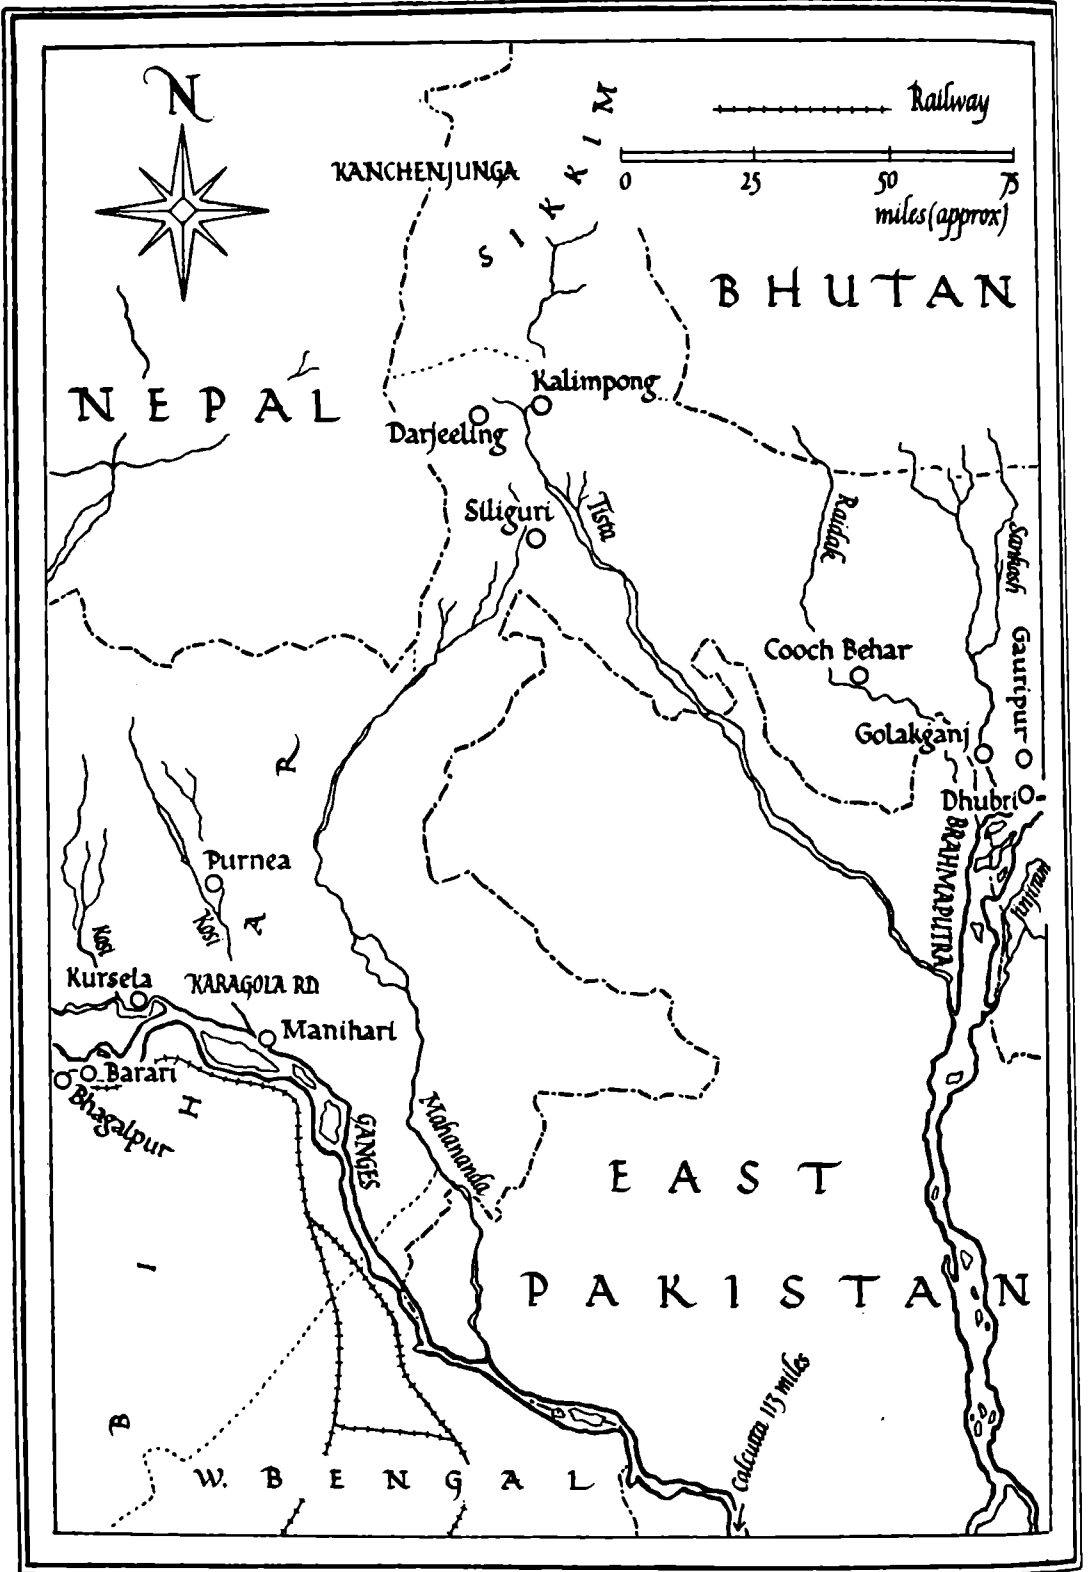 N
Railway
0 25 50 75
miles (approx)
KANCHENJUNGA
SIKKIM
BHUTAN
NEPAL
Kalimpong
Darjeeling
Siliguri
Tista
Raidak
Sankash
Gauripur
Cooch Behar
Golakganj
Dhubri
BRAHMAPUTRA
Purnea
Kosi
Kosi
Kursela
KARAGOLA RD
Manihari
Barari
Bhagalpur
GANGES
Mahananda
BIHAR
EAST
PAKISTAN
Calcutta 113 miles
W. BENGAL